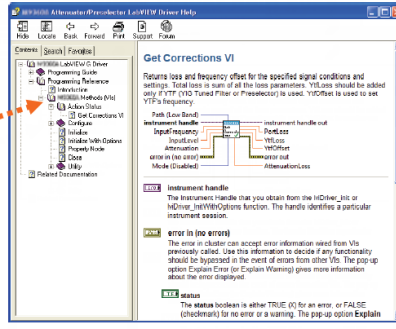 Attenuator/Preselector LabVIEW Driver Help
Hide Locate Back Forward Print Support Forum
Contents Search Favorites
LabVIEW G Driver
Programming Guide
Programming Reference
Introduction
Methods (VIs)
Action Status
Get Corrections VI
Configure
Initialize
Initialize With Options
Property Node
Close
Utility
Related Documentation
Get Corrections VI
Returns loss and frequency offset for the specified signal conditions and
settings. Total loss is sum of all the loss parameters. YtfLoss should be added
only if YTF (YIG Tuned Filter or Preselector) is used. YtfOffset is used to set
YTF's frequency.
Path (Low Band)
instrument handle
InputFrequency
InputLevel
Attenuation
error in (no error)
Mode (Disabled)
instrument handle out
PortLoss
YtfLoss
YtfOffset
error out
AttenuationLoss
instrument handle
The Instrument Handle that you obtain from the IviDriver_Init or
IviDriver_InitWithOptions function. The handle identifies a particular
instrument session.
error in (no errors)
The error in cluster can accept error information wired from VIs
previously called. Use this information to decide if any functionality
should be bypassed in the event of errors from other VIs. The pop-up
option Explain Error (or Explain Warning) gives more information
about the error displayed.
status
The status boolean is either TRUE (X) for an error, or FALSE
(checkmark) for no error or a warning. The pop-up option Explain